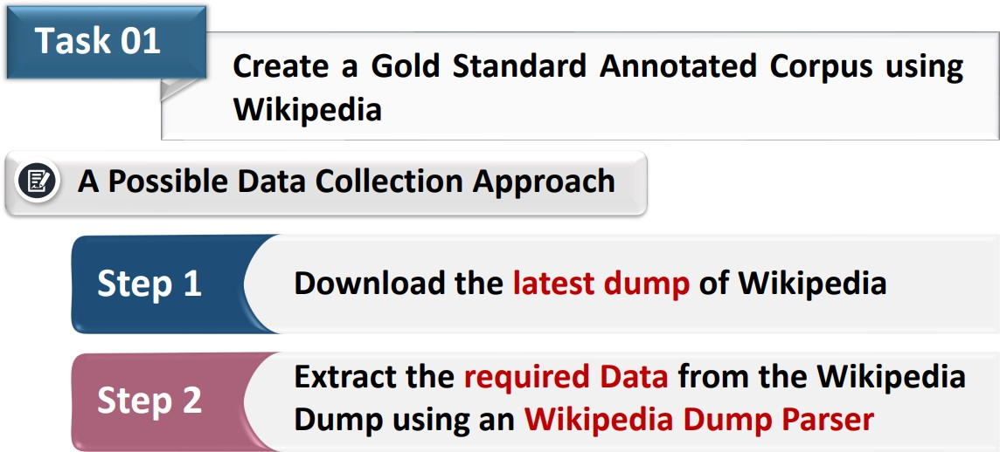 Task 01
Create a Gold Standard Annotated Corpus using
Wikipedia
A Possible Data Collection Approach
Step 1
Download the latest dump of Wikipedia
Step 2
Extract the required Data from the Wikipedia
Dump using an Wikipedia Dump Parser